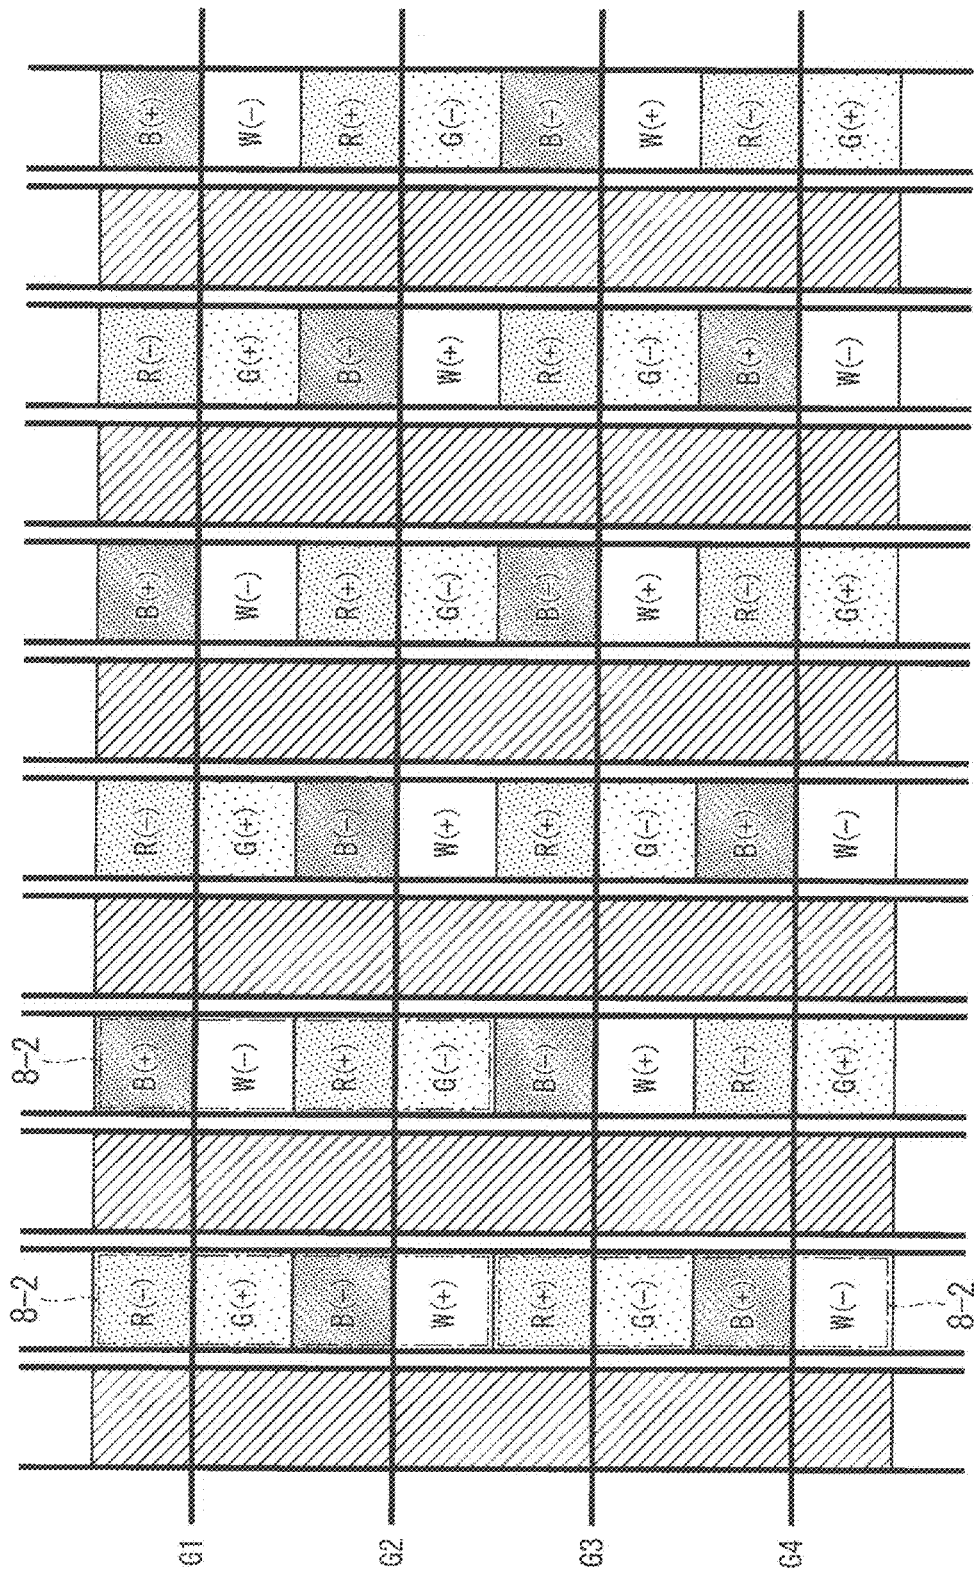 8-2 8-2
R(−) B(+) R(−) B(+) R(−) B(+)
G1
G(+) W(−) G(+) W(−) G(+) W(−)
B(−) R(+) B(−) R(+) B(−) R(+)
G2
W(+) G(−) W(+) G(−) W(+) G(−)
R(+) B(−) R(+) B(−) R(+) B(−)
G3
G(−) W(+) G(−) W(+) G(−) W(+)
B(+) R(−) B(+) R(−) B(+) R(−)
G4
W(−) G(+) W(−) G(+) W(−) G(+)
8-2